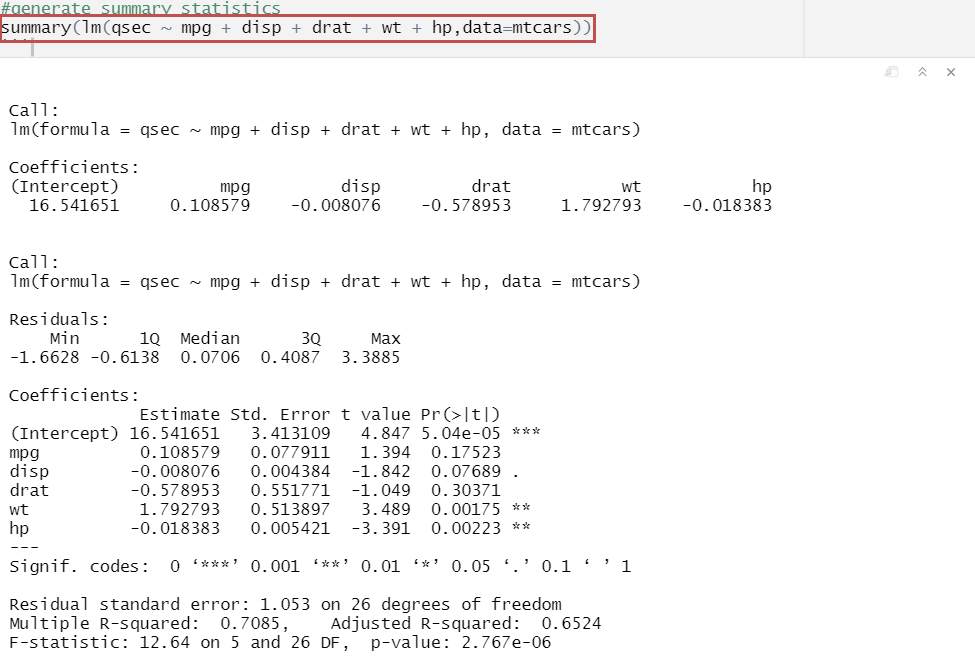 #generate summary statistics
summary(lm(qsec ~ mpg + disp + drat + wt + hp,data=mtcars))
```
Call:
lm(formula = qsec ~ mpg + disp + drat + wt + hp, data = mtcars)
Coefficients:
(Intercept)          mpg         disp         drat           wt           hp
  16.541651     0.108579    -0.008076    -0.578953     1.792793    -0.018383
Call:
lm(formula = qsec ~ mpg + disp + drat + wt + hp, data = mtcars)
Residuals:
    Min      1Q  Median      3Q     Max
-1.6628 -0.6138  0.0706  0.4087  3.3885
Coefficients:
             Estimate Std. Error t value Pr(>|t|)
(Intercept) 16.541651   3.413109   4.847 5.04e-05 ***
mpg          0.108579   0.077911   1.394  0.17523
disp        -0.008076   0.004384  -1.842  0.07689 .
drat        -0.578953   0.551771  -1.049  0.30371
wt           1.792793   0.513897   3.489  0.00175 **
hp          -0.018383   0.005421  -3.391  0.00223 **
---
Signif. codes:  0 ‘***’ 0.001 ‘**’ 0.01 ‘*’ 0.05 ‘.’ 0.1 ‘ ’ 1
Residual standard error: 1.053 on 26 degrees of freedom
Multiple R-squared:  0.7085,    Adjusted R-squared:  0.6524
F-statistic: 12.64 on 5 and 26 DF,  p-value: 2.767e-06